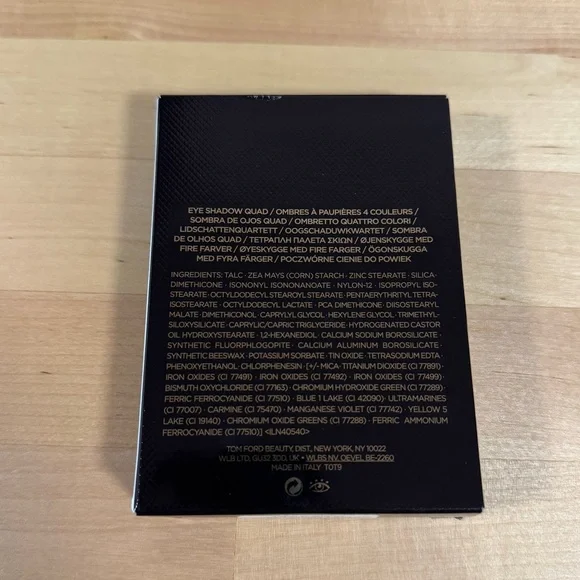 EYE SHADOW QUAD / OMBRES À PAUPIÈRES 4 COULEURS /
SOMBRA DE OJOS QUAD / OMBRETTO QUATTRO COLORI /
LIDSCHATTENQUARTETT / OOGSCHADUWKWARTET / SOMBRA
DE OLHOS QUAD / ΤΕΤΡΑΠΛΗ ΠΑΛΕΤΑ ΣΚΙΩΝ / ØJENSKYGGE MED
FIRE FARVER / ØYESKYGGE MED FIRE FARGER / ÖGONSKUGGA
MED FYRA FÄRGER / POCZWÓRNE CIENIE DO POWIEK
INGREDIENTS: TALC · ZEA MAYS (CORN) STARCH · ZINC STEARATE · SILICA ·
DIMETHICONE · ISONONYL ISONONANOATE · NYLON-12 · ISOPROPYL ISO-
STEARATE · OCTYLDODECYL STEAROYL STEARATE · PENTAERYTHRITYL TETRA-
ISOSTEARATE · OCTYLDODECYL LACTATE · PCA DIMETHICONE · DIISOSTEARYL
MALATE · DIMETHICONOL · CAPRYLYL GLYCOL · HEXYLENE GLYCOL · TRIMETHYL-
SILOXYSILICATE · CAPRYLIC/CAPRIC TRIGLYCERIDE · HYDROGENATED CASTOR
OIL HYDROXYSTEARATE · 1,2-HEXANEDIOL · CALCIUM SODIUM BOROSILICATE ·
SYNTHETIC FLUORPHLOGOPITE · CALCIUM ALUMINUM BOROSILICATE ·
SYNTHETIC BEESWAX · POTASSIUM SORBATE · TIN OXIDE · TETRASODIUM EDTA ·
PHENOXYETHANOL · CHLORPHENESIN · [+/- MICA · TITANIUM DIOXIDE (CI 77891)
IRON OXIDES (CI 77491) · IRON OXIDES (CI 77492) · IRON OXIDES (CI 77499)
BISMUTH OXYCHLORIDE (CI 77163) · CHROMIUM HYDROXIDE GREEN (CI 77289)
FERRIC FERROCYANIDE (CI 77510) · BLUE 1 LAKE (CI 42090) · ULTRAMARINES
(CI 77007) · CARMINE (CI 75470) · MANGANESE VIOLET (CI 77742) · YELLOW 5
LAKE (CI 19140) · CHROMIUM OXIDE GREENS (CI 77288) · FERRIC AMMONIUM
FERROCYANIDE (CI 77510)] <ILN40540>
TOM FORD BEAUTY, DIST., NEW YORK, NY 10022
WLB LTD, GU32 3DD, UK · WLBS NV, OEVEL BE-2260
MADE IN ITALY T0T9